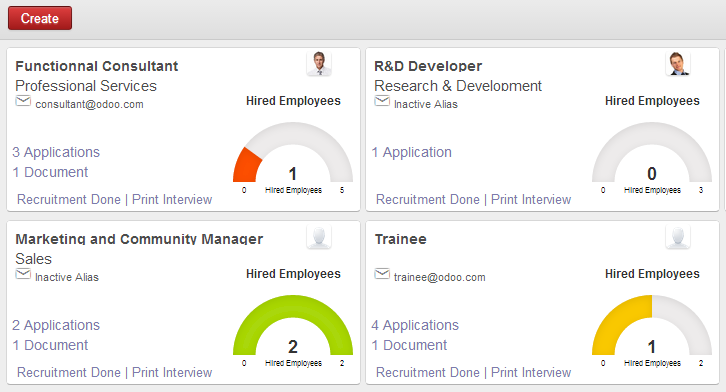 Create
Functionnal Consultant
Professional Services
consultant@odoo.com
Hired Employees
3 Applications
1 Document
1
0 Hired Employees 5
Recruitment Done | Print Interview
R&D Developer
Research & Development
Inactive Alias
Hired Employees
1 Application
0
0 Hired Employees 3
Recruitment Done | Print Interview
Marketing and Community Manager
Sales
Inactive Alias
Hired Employees
2 Applications
1 Document
2
0 Hired Employees 2
Recruitment Done | Print Interview
Trainee
trainee@odoo.com
Hired Employees
4 Applications
1 Document
1
0 Hired Employees 2
Recruitment Done | Print Interview